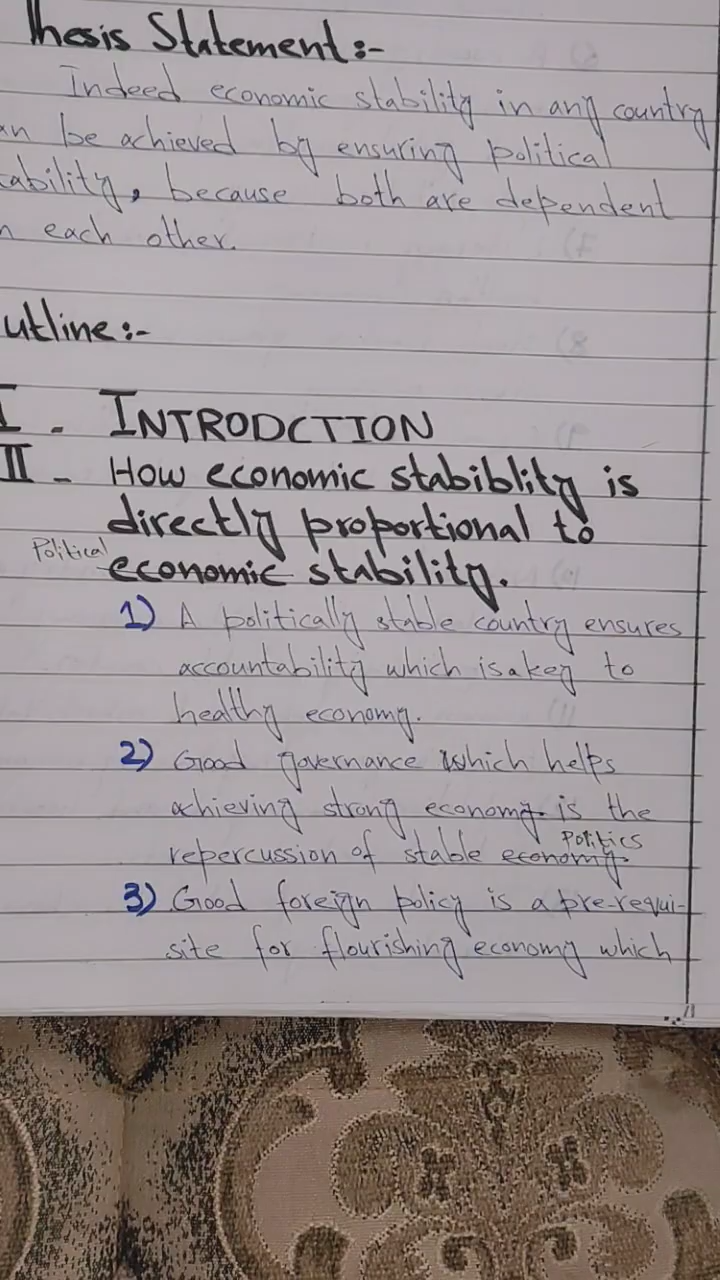 Thesis Statement:-
Indeed economic stability in any country
an be achieved by ensuring political
tability, because both are dependent
n each other.
utline:-
I - INTRODCTION
II - How economic stabiblity is
directly proportional to
Political economic stability.
1) A politically stable country ensures
accountability which is a key to
healthy economy.
2) Good governance which helps
achieving strong economy is the
Politics
repercussion of stable economy.
3) Good foreign policy is a pre-requi-
site for flourishing economy which